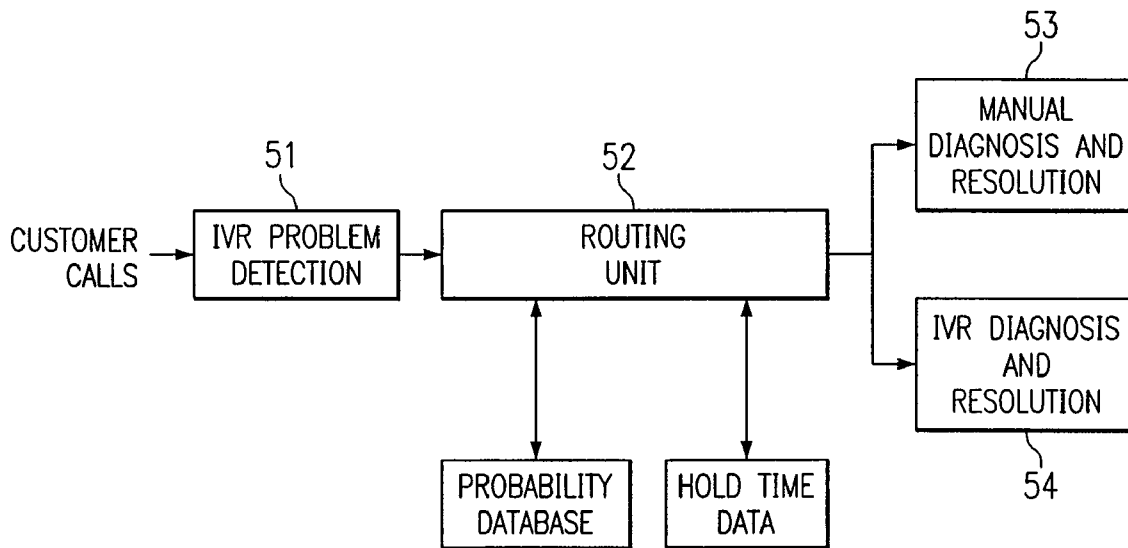 53
MANUAL
DIAGNOSIS AND
RESOLUTION
51
52
CUSTOMER
CALLS
IVR PROBLEM
DETECTION
ROUTING
UNIT
IVR DIAGNOSIS
AND
RESOLUTION
54
PROBABILITY
DATABASE
HOLD TIME
DATA